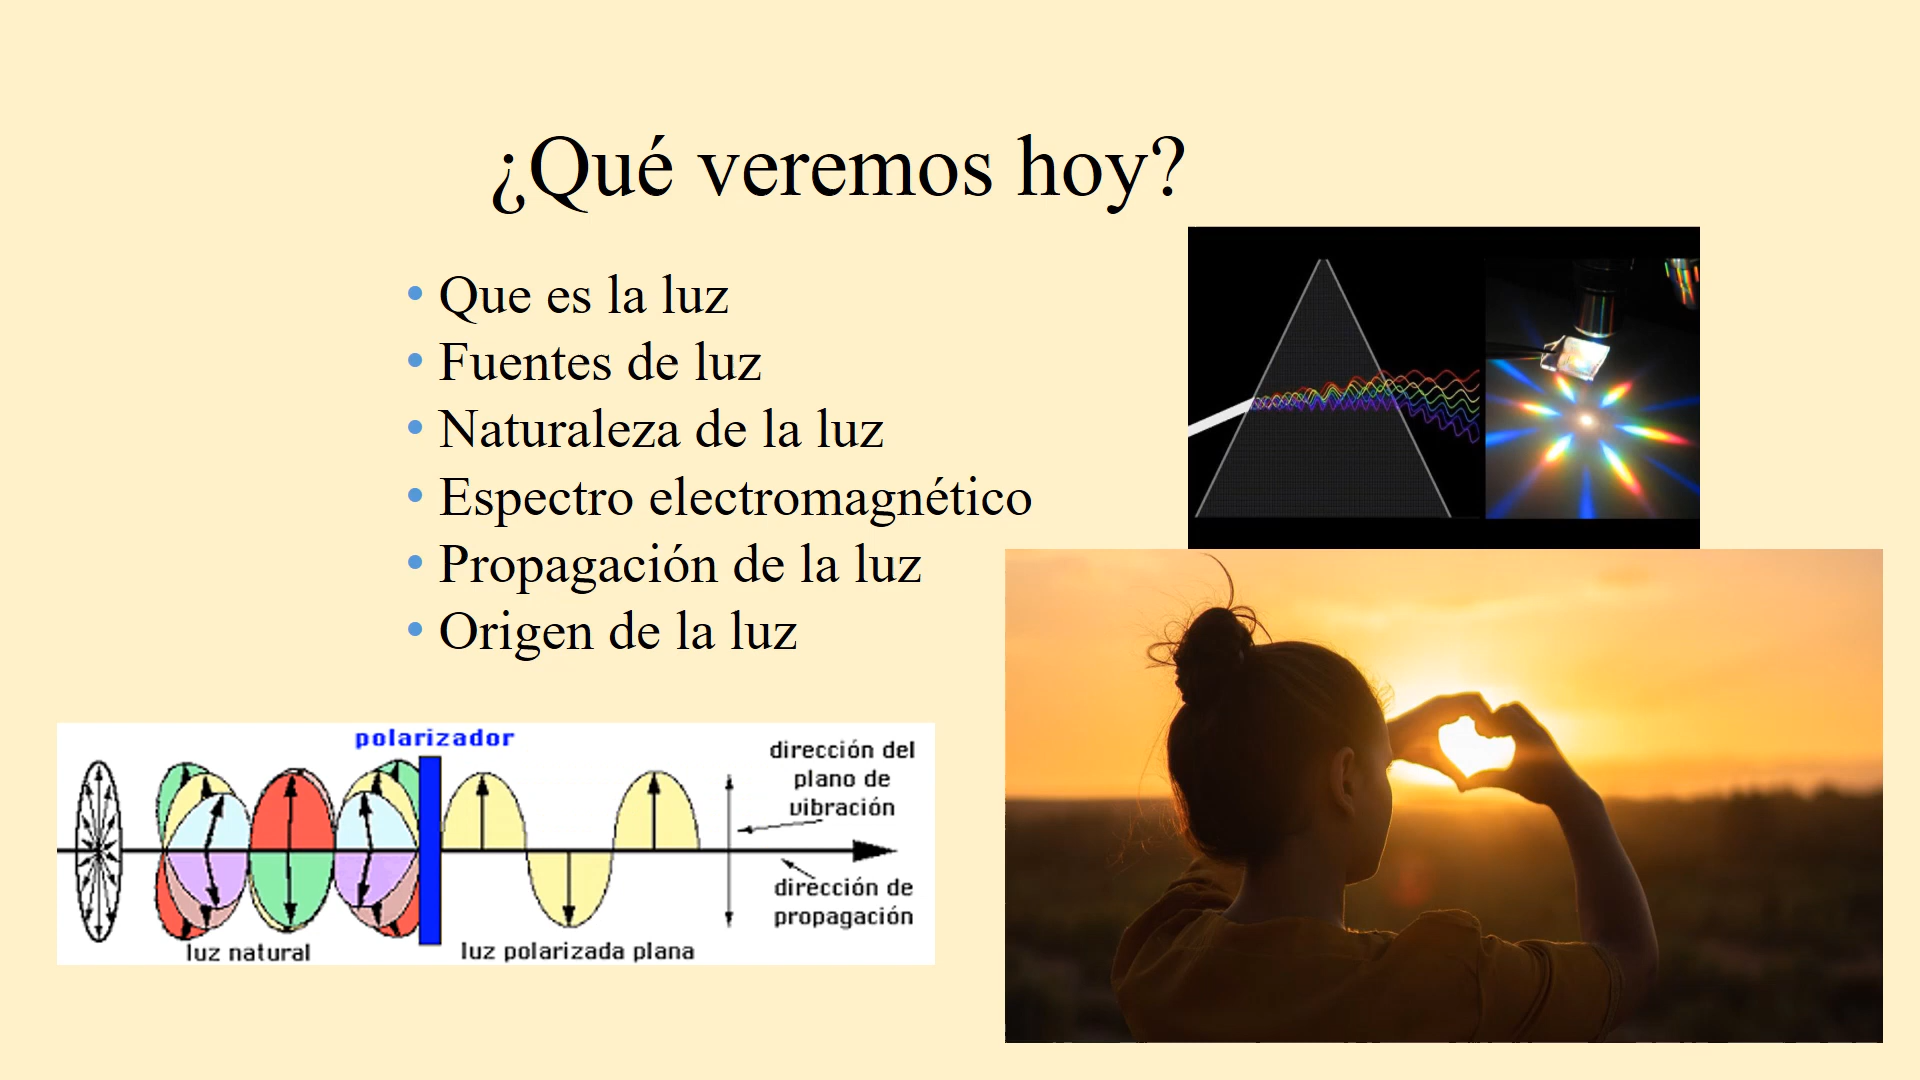 ¿Qué veremos hoy?
Que es la luz
Fuentes de luz
Naturaleza de la luz
Espectro electromagnético
Propagación de la luz
Origen de la luz
polarizador
dirección del
plano de
vibración
dirección de
propagación
luz natural
luz polarizada plana